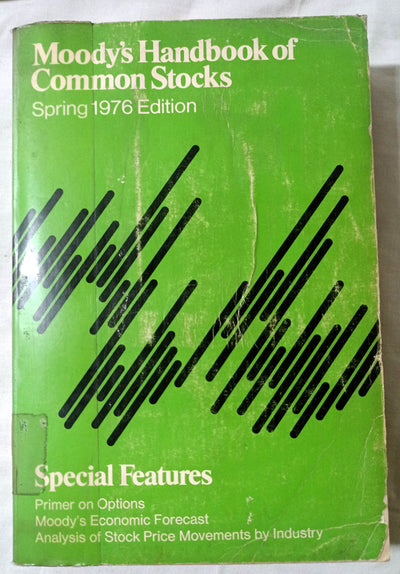 Moody's Handbook of
Common Stocks
Spring 1976 Edition
Special Features
Primer on Options
Moody's Economic Forecast
Analysis of Stock Price Movements by Industry